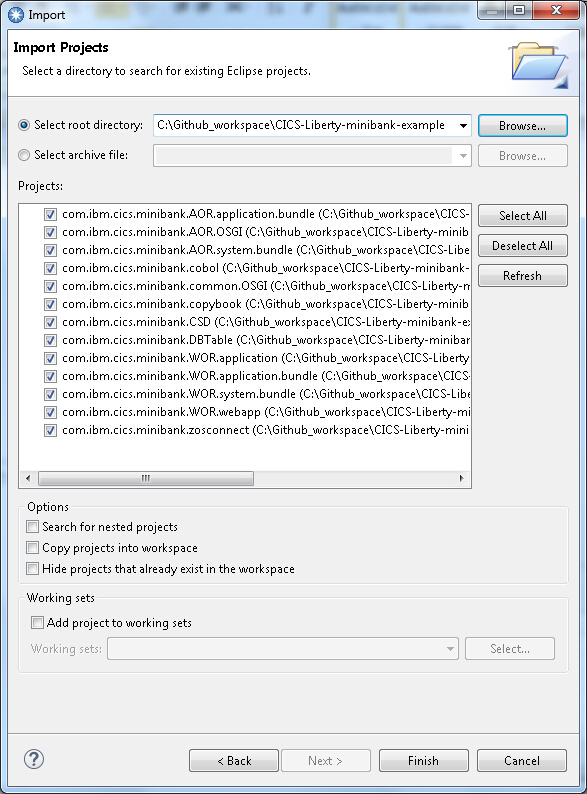 Import
Import Projects
Select a directory to search for existing Eclipse projects.
Select root directory: C:\Github_workspace\CICS-Liberty-minibank-example Browse...
Select archive file: Browse...
Projects:
com.ibm.cics.minibank.AOR.application.bundle (C:\Github_workspace\CICS-
com.ibm.cics.minibank.AOR.OSGI (C:\Github_workspace\CICS-Liberty-minib
com.ibm.cics.minibank.AOR.system.bundle (C:\Github_workspace\CICS-Libe
com.ibm.cics.minibank.cobol (C:\Github_workspace\CICS-Liberty-minibank-
com.ibm.cics.minibank.common.OSGI (C:\Github_workspace\CICS-Liberty-m
com.ibm.cics.minibank.copybook (C:\Github_workspace\CICS-Liberty-minib
com.ibm.cics.minibank.CSD (C:\Github_workspace\CICS-Liberty-minibank-ex
com.ibm.cics.minibank.DBTable (C:\Github_workspace\CICS-Liberty-minibar
com.ibm.cics.minibank.WOR.application (C:\Github_workspace\CICS-Liberty
com.ibm.cics.minibank.WOR.application.bundle (C:\Github_workspace\CICS-
com.ibm.cics.minibank.WOR.system.bundle (C:\Github_workspace\CICS-Libe
com.ibm.cics.minibank.WOR.webapp (C:\Github_workspace\CICS-Liberty-mi
com.ibm.cics.minibank.zosconnect (C:\Github_workspace\CICS-Liberty-mini
Select All
Deselect All
Refresh
Options
Search for nested projects
Copy projects into workspace
Hide projects that already exist in the workspace
Working sets
Add project to working sets
Working sets: Select...
? < Back Next > Finish Cancel